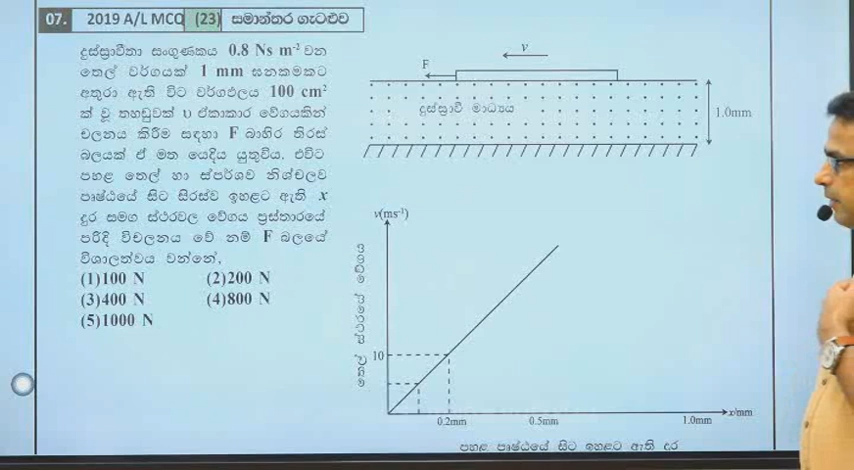 07. 2019 A/L MCQ (23) සමාන්තර ගැටළුව
දුස්ස්‍රාවීතා සංගුණකය 0.8 Ns m⁻² වන
තෙල් වර්ගයක් 1 mm ඝනකමකට
අතුරා ඇති විට වර්ගඵලය 100 cm²
ක් වූ තහඩුවක් υ ඒකාකාර වේගයකින්
චලනය කිරීම සඳහා F බාහිර තිරස්
බලයක් ඒ මත යෙදිය යුතුවිය. එවිට
පහළ තෙල් හා ස්පර්ශව නිශ්චලව
පෘෂ්ඨයේ සිට සිරස්ව ඉහළට ඇති x
දුර සමග ස්ථරවල වේගය ප්‍රස්තාරයේ
පරිදි විචලනය වේ නම් F බලයේ
විශාලත්වය වන්නේ,
(1)100 N (2)200 N
(3)400 N (4)800 N
(5)1000 N
v
F
දුස්ස්‍රාවී මාධ්‍යය
1.0mm
v(ms⁻¹)
10
0.2mm 0.5mm 1.0mm x/mm
පහළ පෘෂ්ඨයේ සිට ඉහළට ඇති දුර